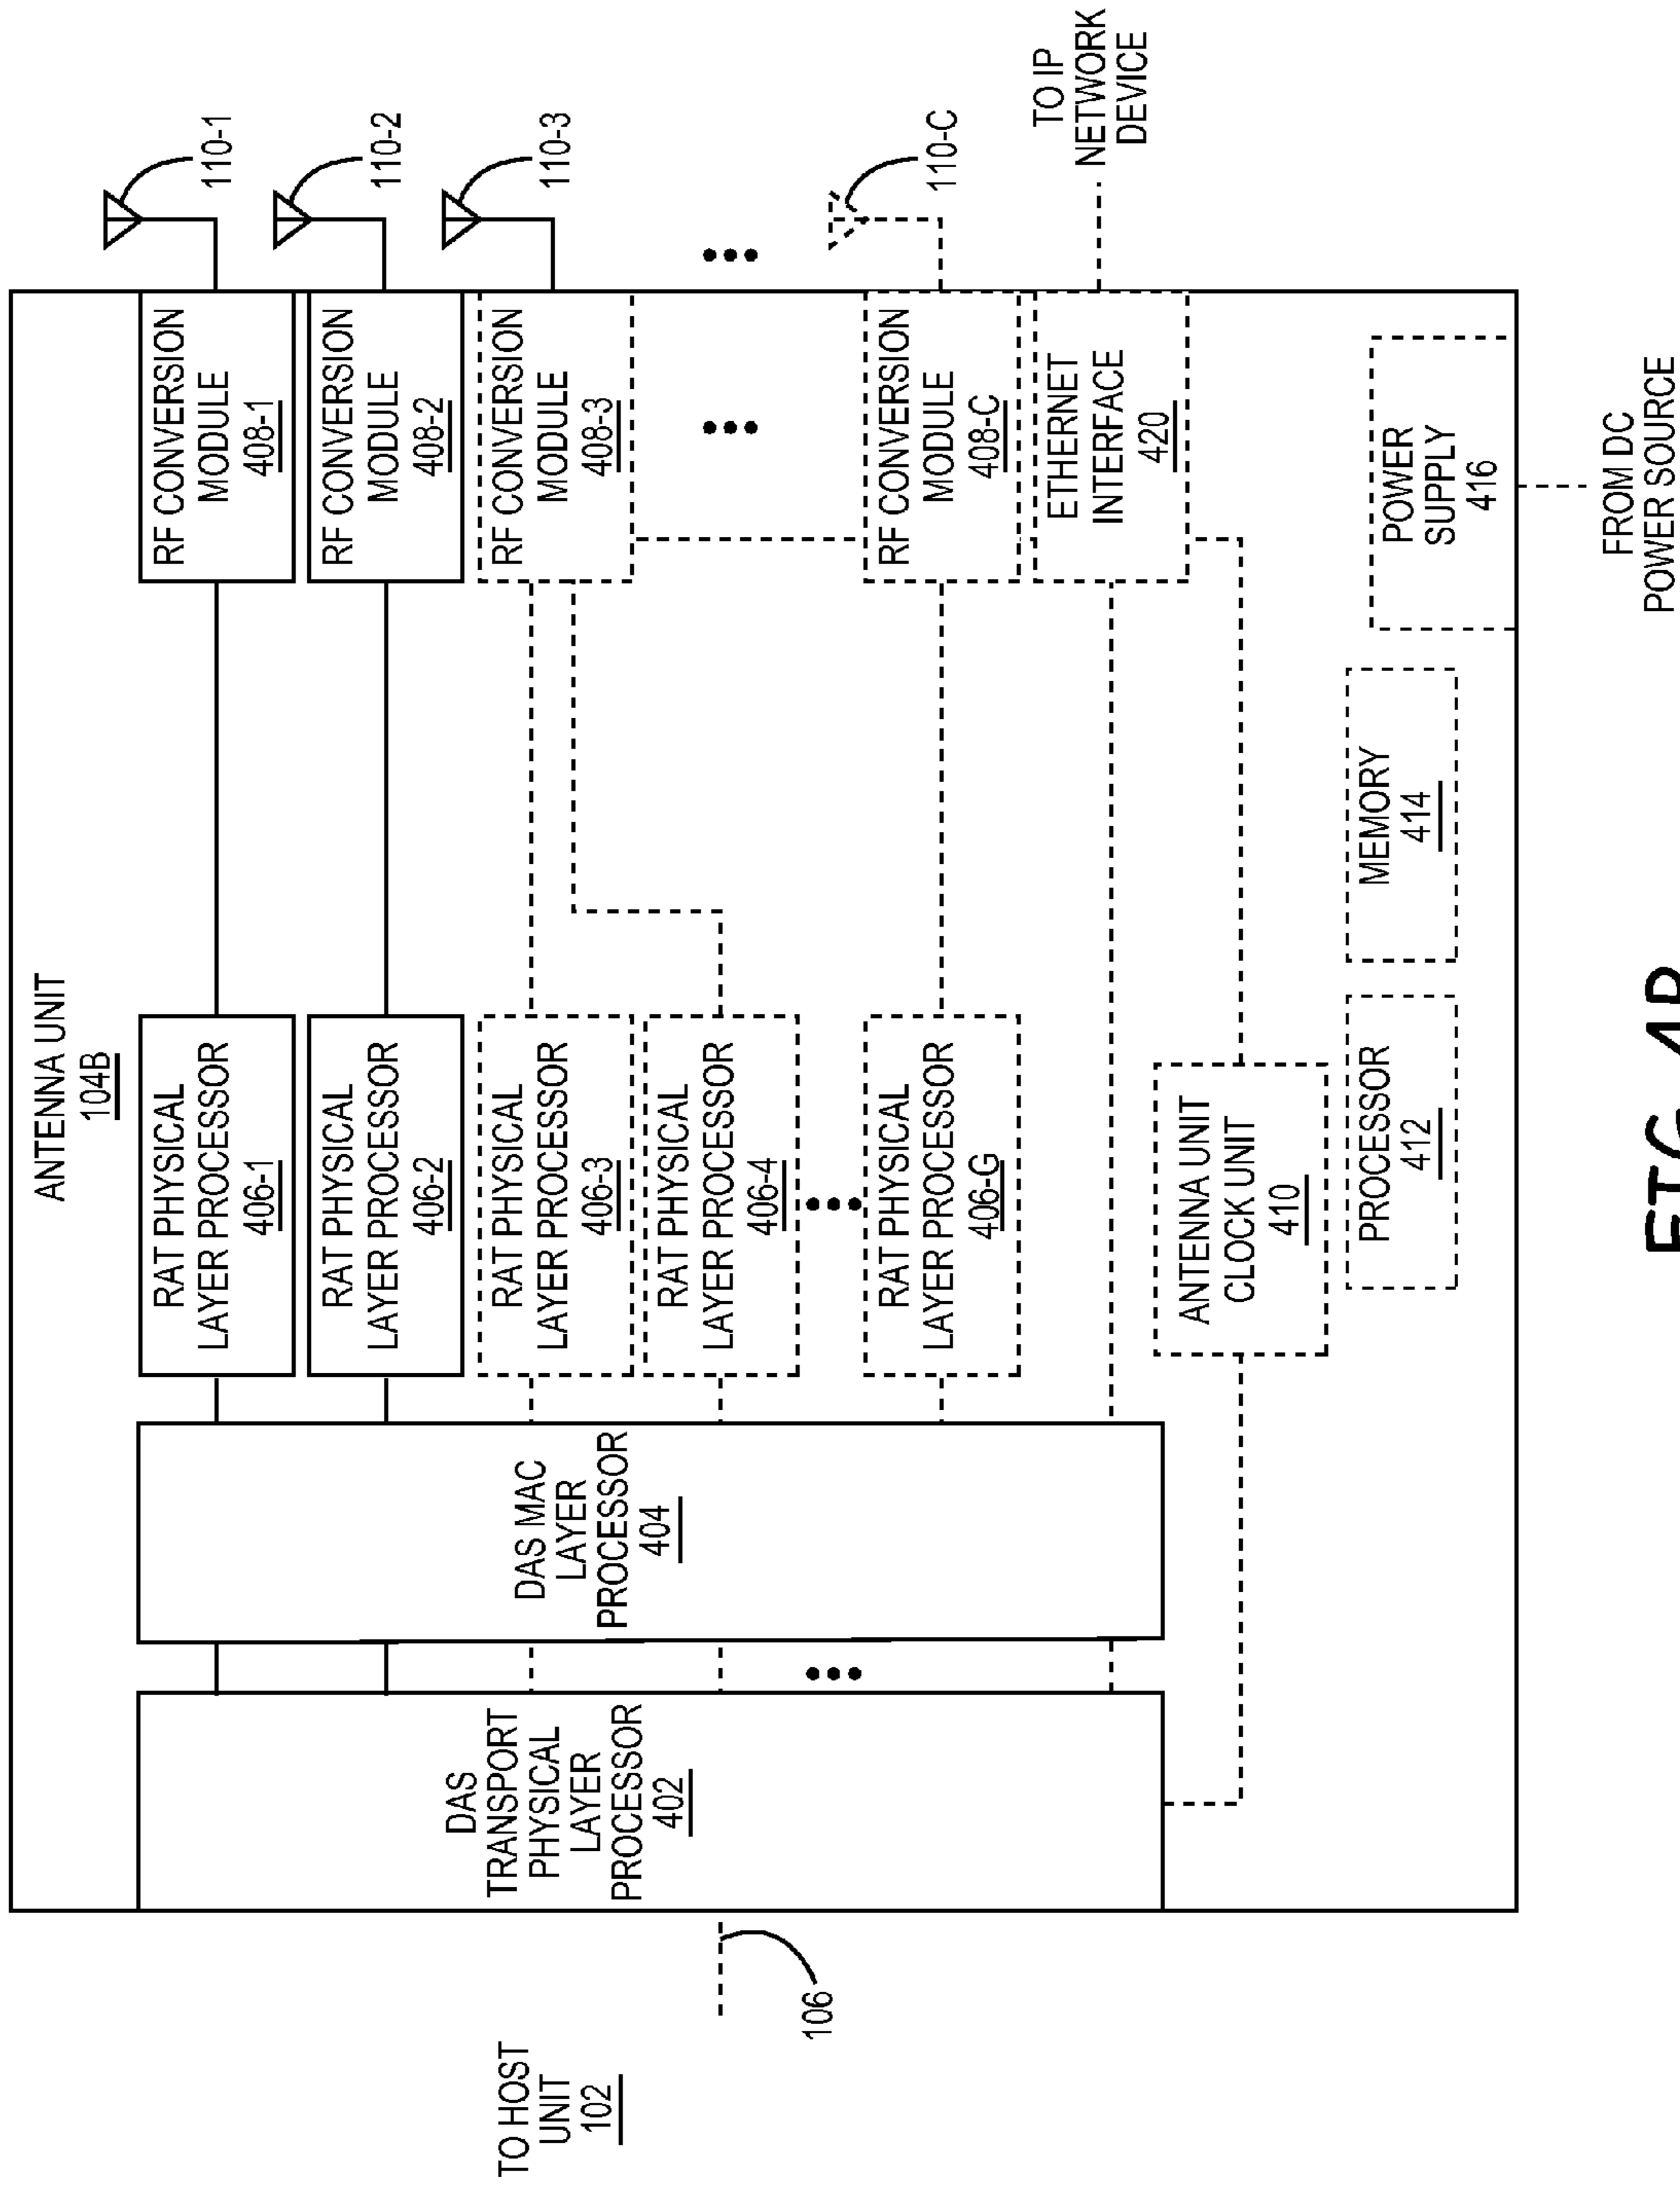 ANTENNA UNIT
104B
TO HOST
UNIT
102
106
DAS
TRANSPORT
PHYSICAL
LAYER
PROCESSOR
402
DAS MAC
LAYER
PROCESSOR
404
RAT PHYSICAL
LAYER PROCESSOR
406-1
RAT PHYSICAL
LAYER PROCESSOR
406-2
RAT PHYSICAL
LAYER PROCESSOR
406-3
RAT PHYSICAL
LAYER PROCESSOR
406-4
RAT PHYSICAL
LAYER PROCESSOR
406-G
RF CONVERSION
MODULE
408-1
RF CONVERSION
MODULE
408-2
RF CONVERSION
MODULE
408-3
RF CONVERSION
MODULE
408-C
ETHERNET
INTERFACE
420
110-1
110-2
110-3
110-C
TO IP
NETWORK
DEVICE
ANTENNA UNIT
CLOCK UNIT
410
PROCESSOR
412
MEMORY
414
POWER
SUPPLY
416
FROM DC
POWER SOURCE
FIG. 4B